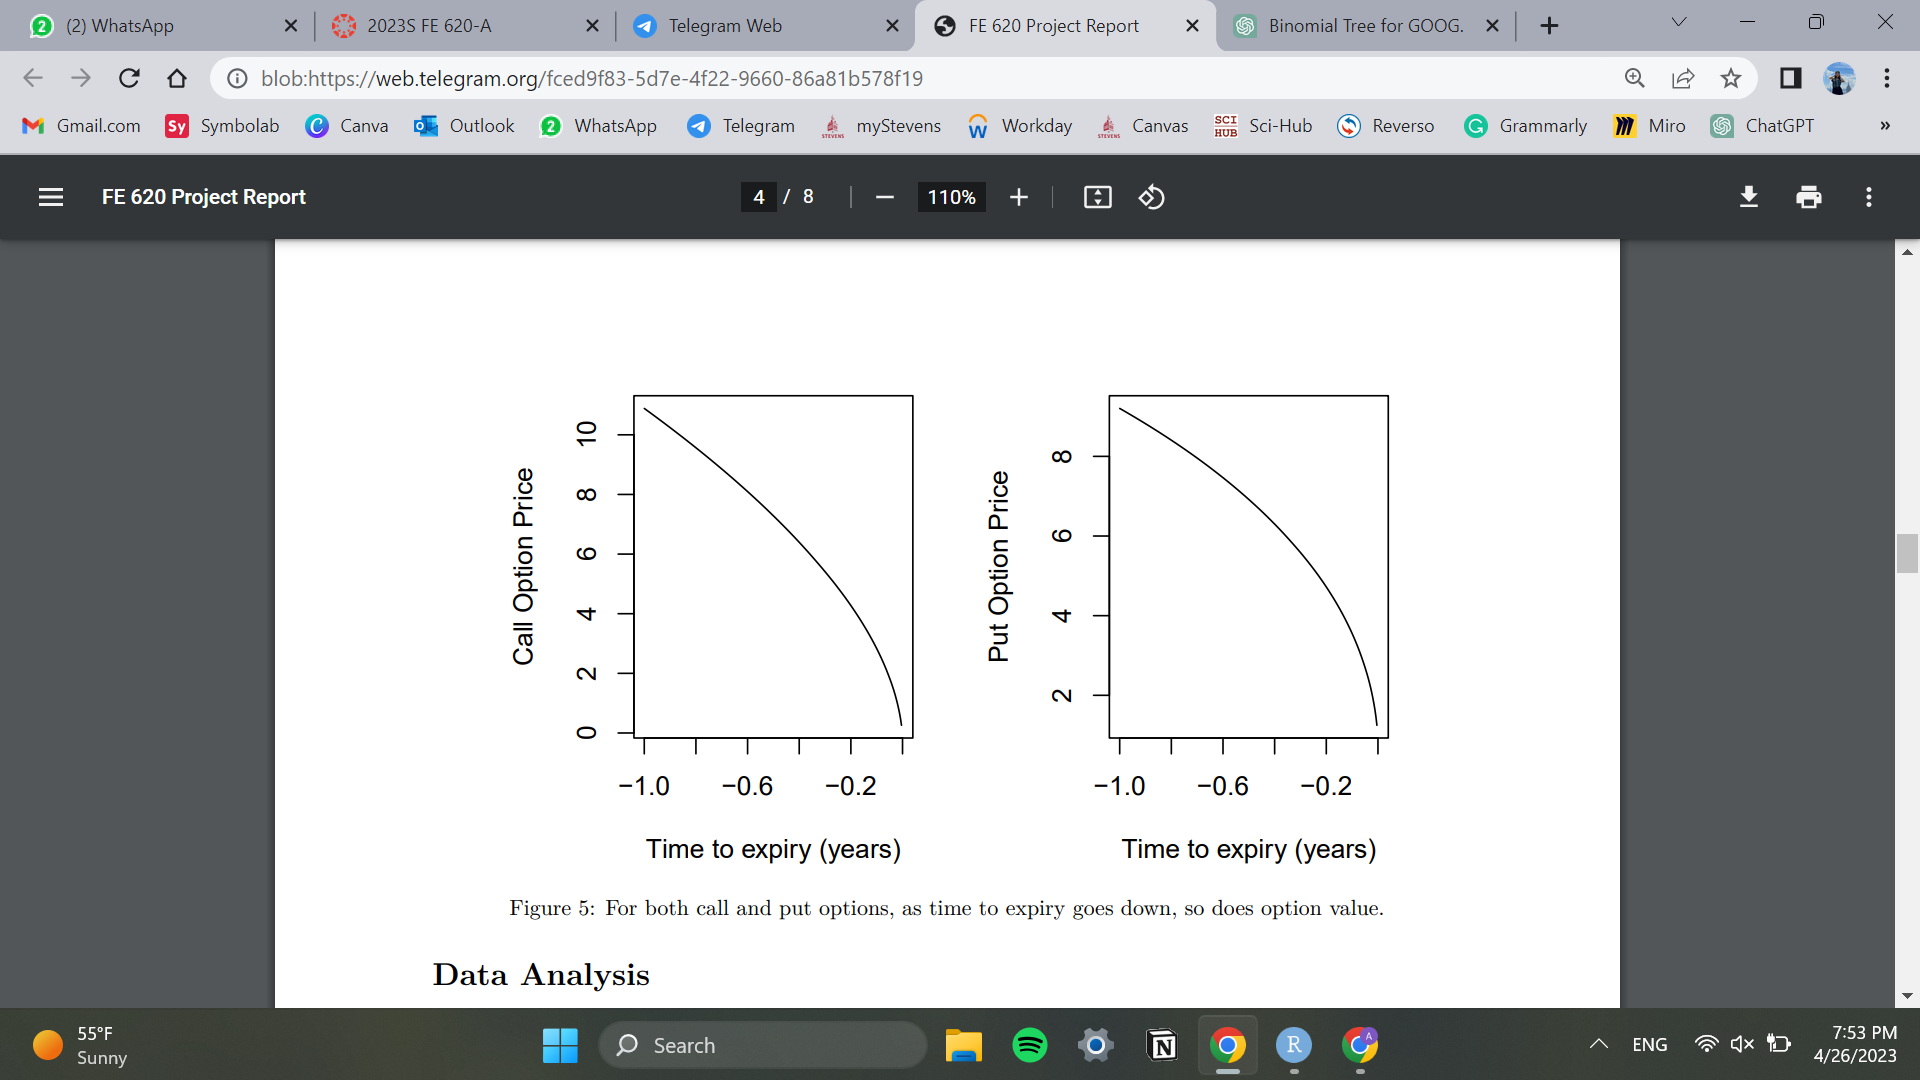 (2) WhatsApp
2023S FE 620-A
Telegram Web
FE 620 Project Report
Binomial Tree for GOOG.
blob:https://web.telegram.org/fced9f83-5d7e-4f22-9660-86a81b578f19
Gmail.com
Sy Symbolab
Canva
Outlook
2 WhatsApp
Telegram
STEVENS myStevens
Workday
STEVENS Canvas
SCI HUB Sci-Hub
Reverso
Grammarly
Miro
ChatGPT
»
FE 620 Project Report
4 / 8
110%
Call Option Price
10
8
6
4
2
0
−1.0 −0.6 −0.2
Time to expiry (years)
Put Option Price
8
6
4
2
−1.0 −0.6 −0.2
Time to expiry (years)
Figure 5: For both call and put options, as time to expiry goes down, so does option value.
Data Analysis
55°F
Sunny
Search
ENG
7:53 PM
4/26/2023